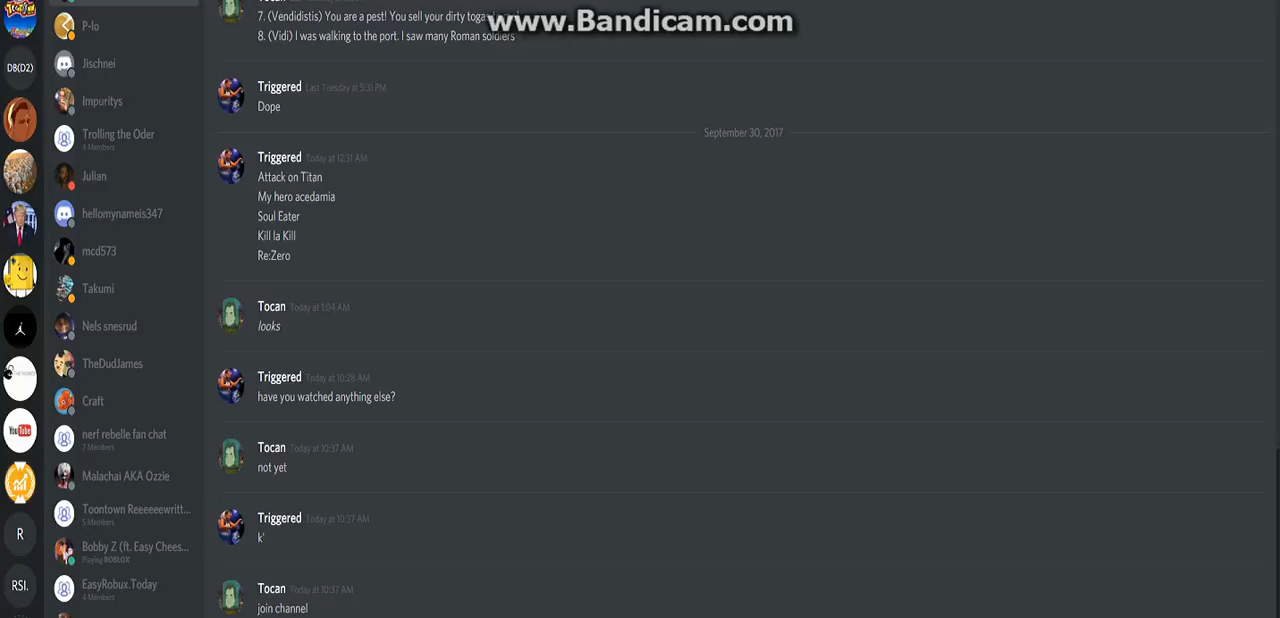 Tocan
7. (Vendidistis) You are a pest! You sell your dirty
8. (Vidi) I was walking to the port. I saw many Roman soldiers
www.Bandicam.com
P-lo
DB(D2)
Jischnei
Impurities
Trolling the Oder
4 Members
Julian
hellomynameis347
mcd573
Takumi
Nels snesrud
TheDudJames
Craft
nerf rebelle fan chat
7 Members
Malachai AKA Ozzie
Toontown Reeeeeewritt...
5 Members
Bobby Z (ft. Easy Chees...
Playing ROBLOX
EasyRobux.Today
4 Members
YouTube
R
RSI.
Triggered Last Tuesday at 5:31 PM
Dope
September 30, 2017
Triggered Today at 12:31 AM
Attack on Titan
My hero acedamia
Soul Eater
Kill la Kill
Re:Zero
Tocan Today at 1:04 AM
looks
Triggered Today at 10:28 AM
have you watched anything else?
Tocan Today at 10:37 AM
not yet
Triggered Today at 10:37 AM
k'
Tocan Today at 10:37 AM
join channel